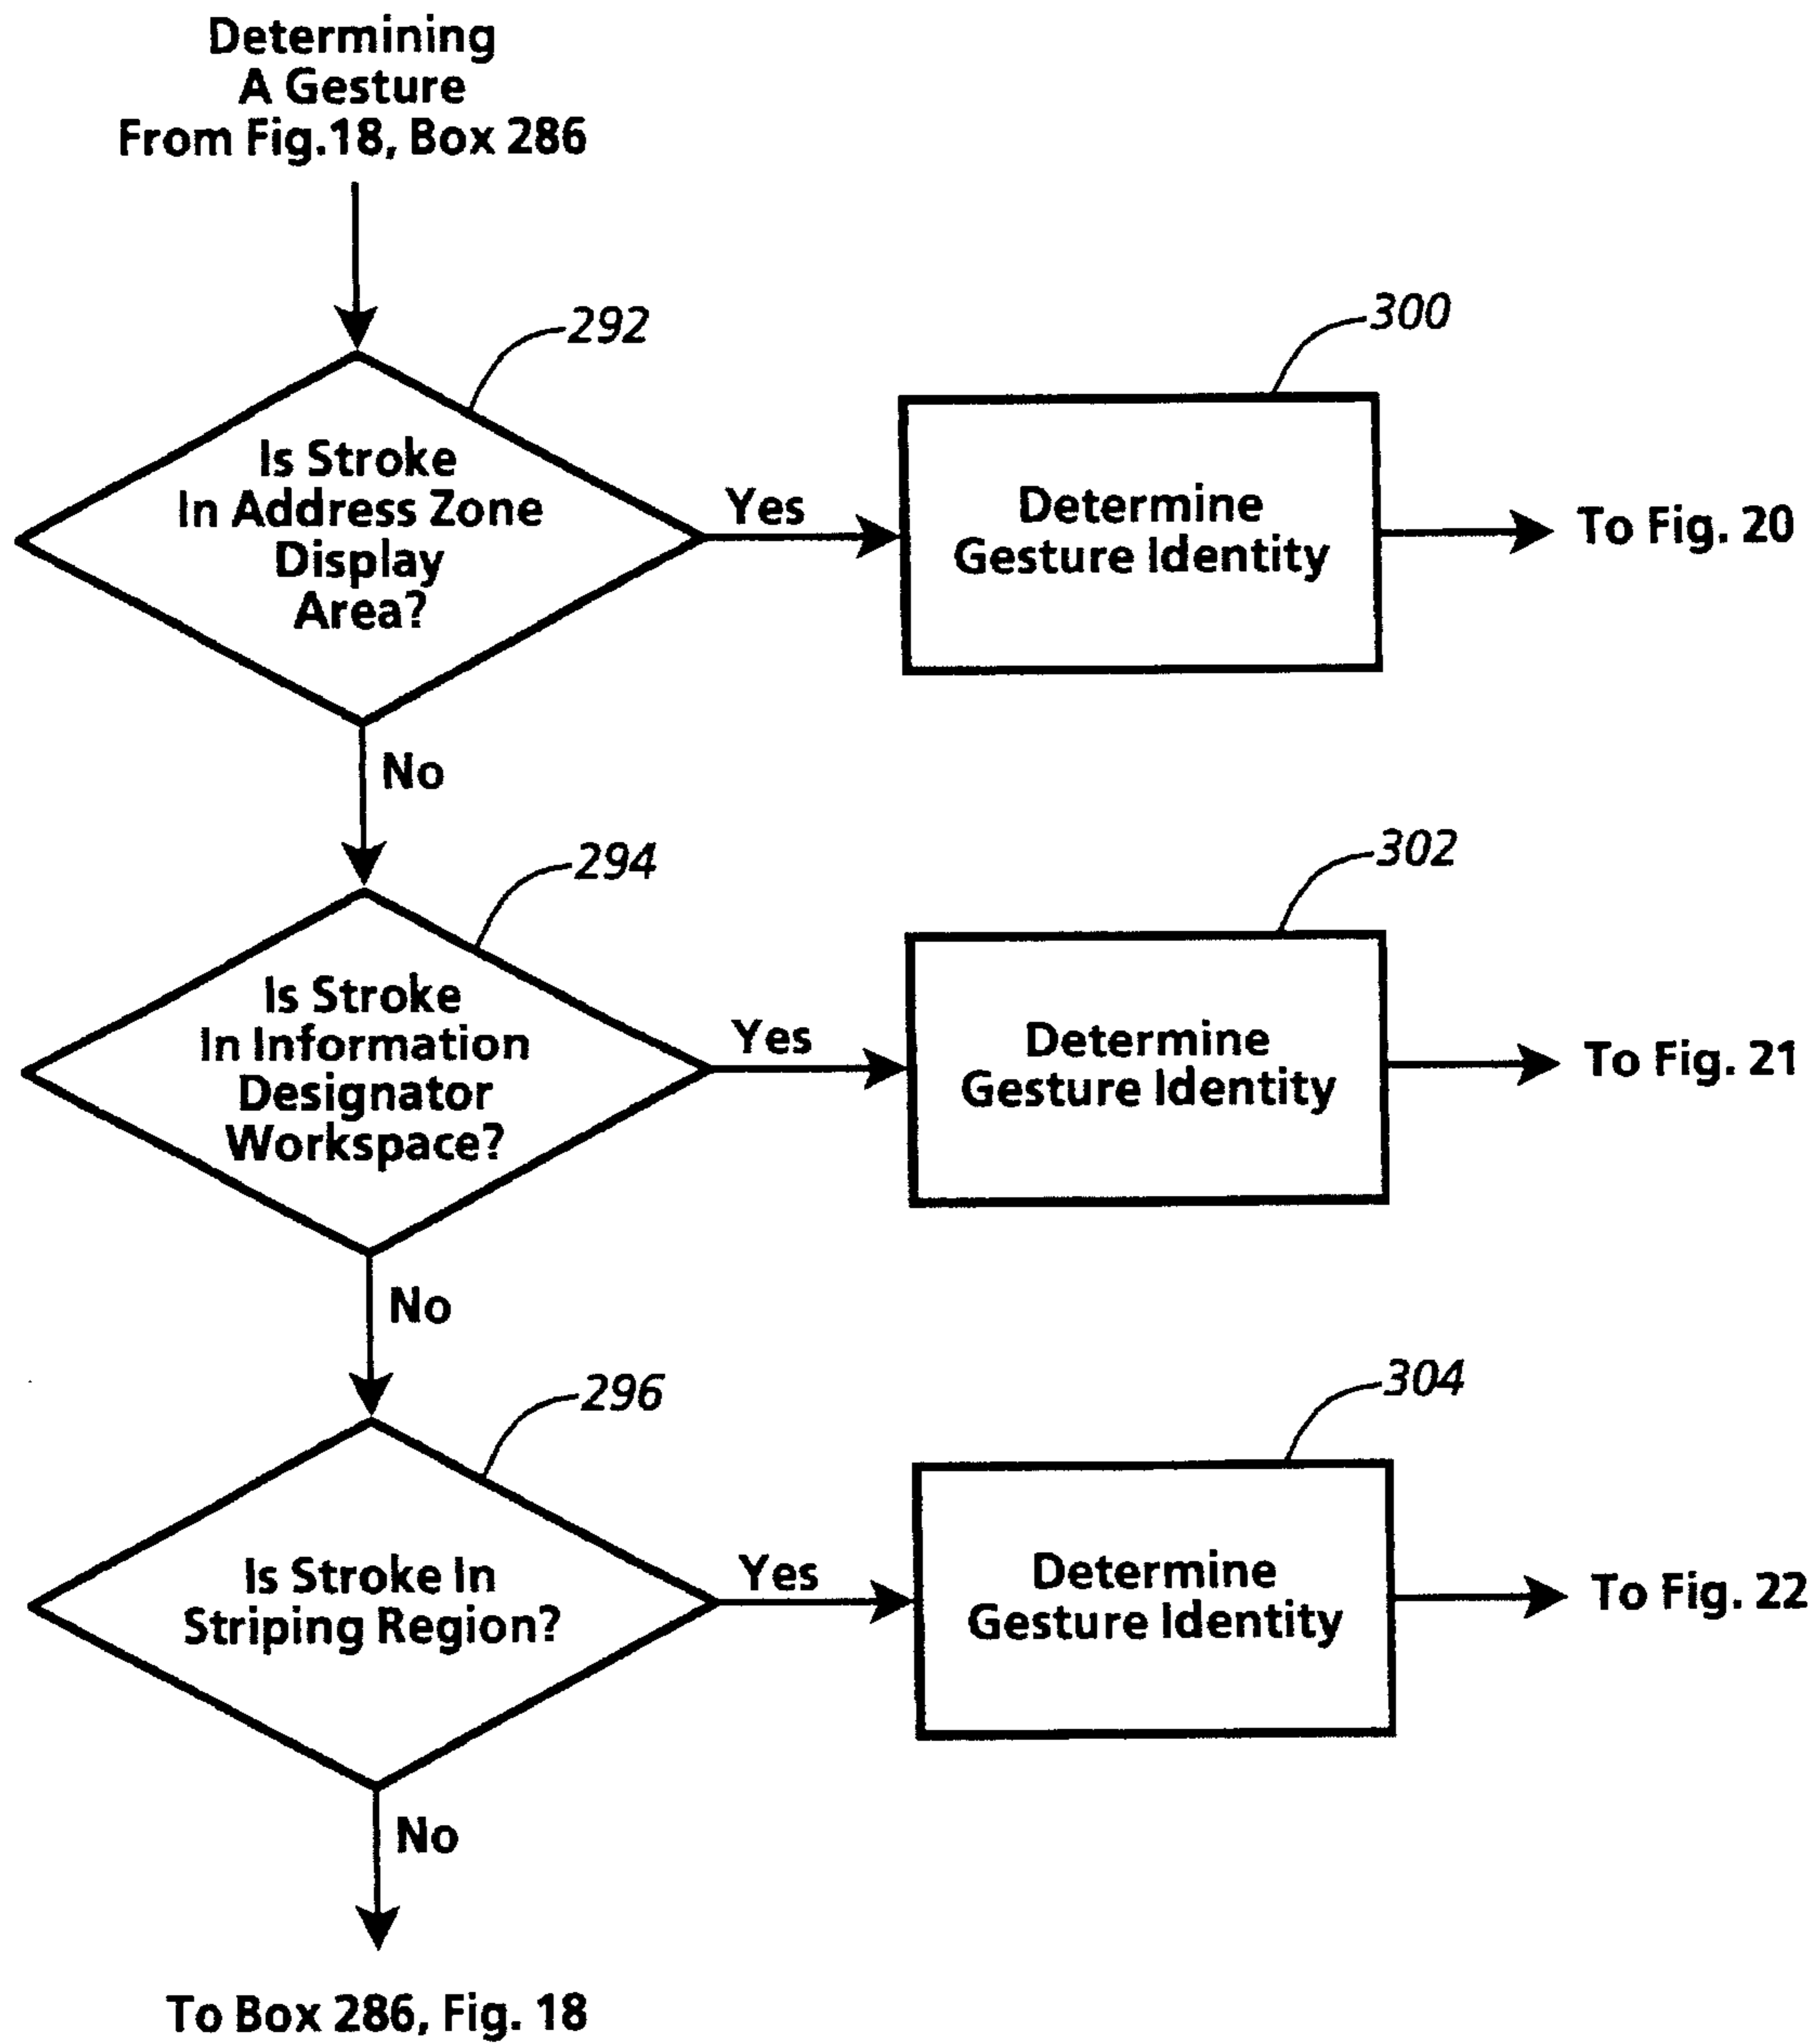 Determining
A Gesture
From Fig.18, Box 286
292
300
Is Stroke
In Address Zone
Display
Area?
Yes
Determine
Gesture Identity
To Fig. 20
No
294
302
Is Stroke
In Information
Designator
Workspace?
Yes
Determine
Gesture Identity
To Fig. 21
No
296
304
Is Stroke In
Striping Region?
Yes
Determine
Gesture Identity
To Fig. 22
No
To Box 286, Fig. 18